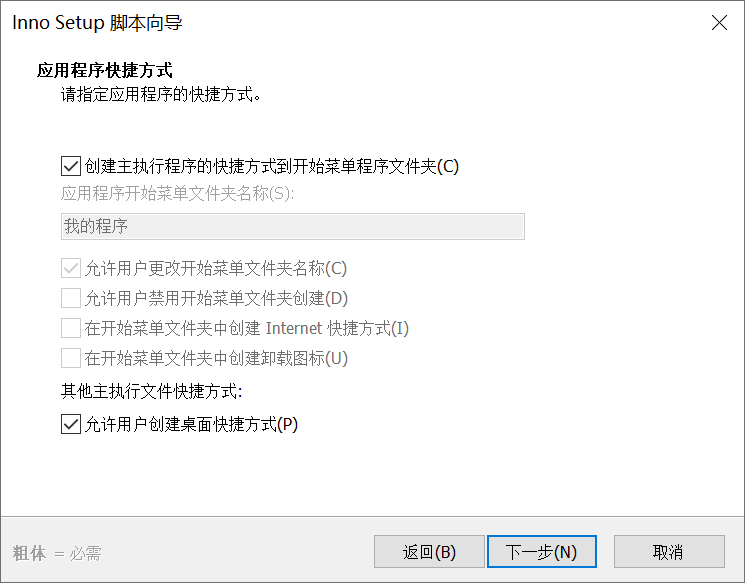 Inno Setup 脚本向导
应用程序快捷方式
请指定应用程序的快捷方式。
创建主执行程序的快捷方式到开始菜单程序文件夹(C)
应用程序开始菜单文件夹名称(S):
我的程序
允许用户更改开始菜单文件夹名称(C)
允许用户禁用开始菜单文件夹创建(D)
在开始菜单文件夹中创建 Internet 快捷方式(I)
在开始菜单文件夹中创建卸载图标(U)
其他主执行文件快捷方式:
允许用户创建桌面快捷方式(P)
粗体 = 必需
返回(B)
下一步(N)
取消